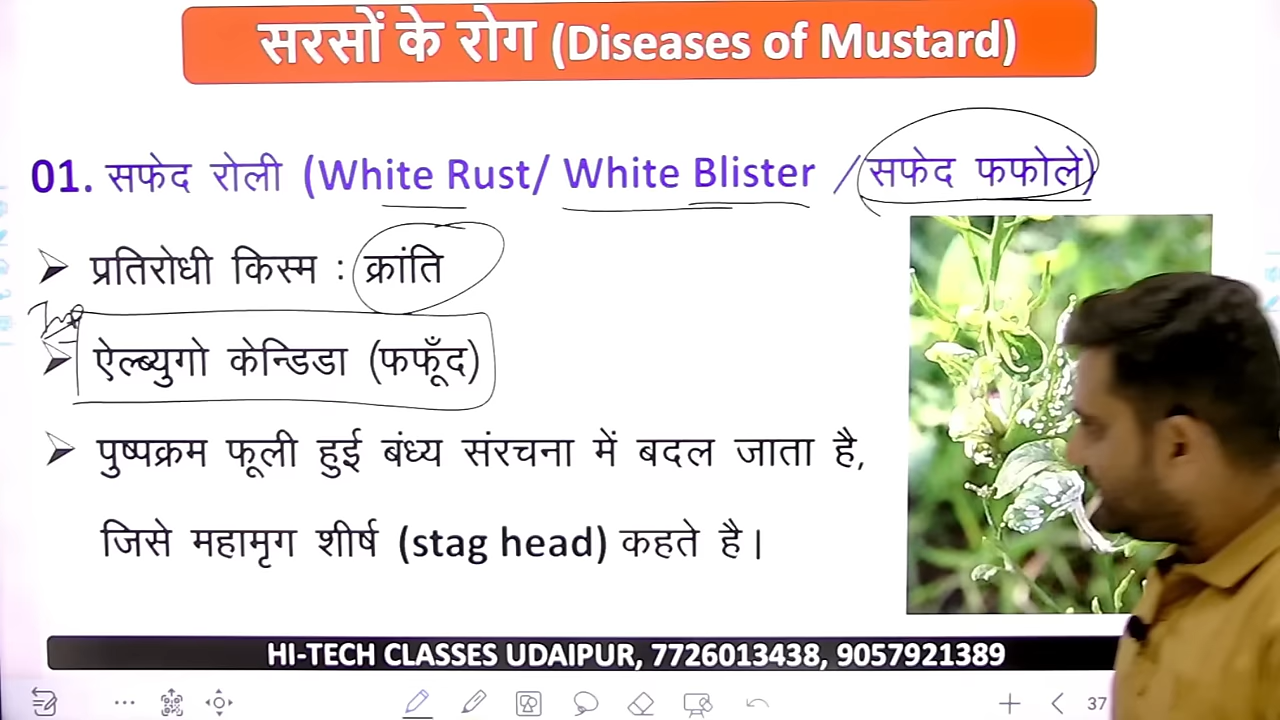 सरसों के रोग (Diseases of Mustard)
01. सफेद रोली (White Rust/ White Blister /सफेद फफोले)
प्रतिरोधी किस्म : क्रांति
Imp
ऐल्ब्युगो केन्डिडा (फफूँद)
पुष्पक्रम फूली हुई बंध्य संरचना में बदल जाता है,
जिसे महामृग शीर्ष (stag head) कहते है।
HI-TECH CLASSES UDAIPUR, 7726013438, 9057921389
37